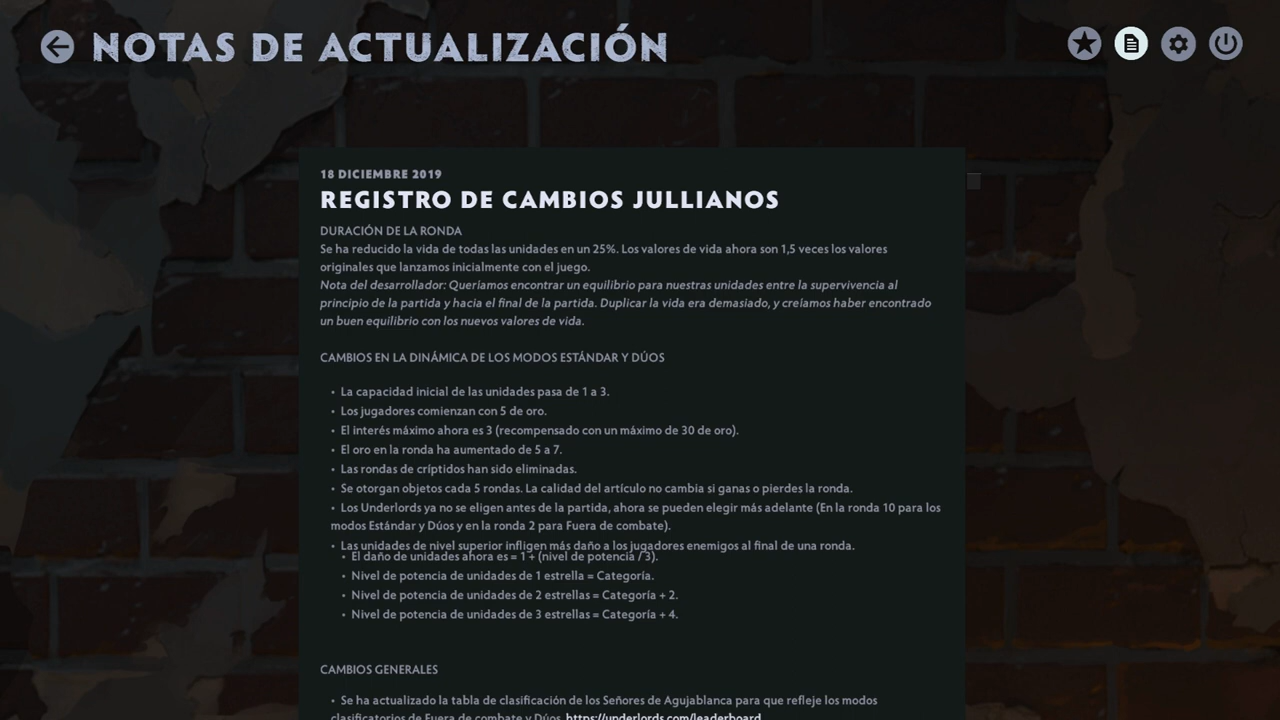 NOTAS DE ACTUALIZACIÓN
18 DICIEMBRE 2019
REGISTRO DE CAMBIOS JULLIANOS
DURACIÓN DE LA RONDA
Se ha reducido la vida de todas las unidades en un 25%. Los valores de vida ahora son 1,5 veces los valores
originales que lanzamos inicialmente con el juego.
Nota del desarrollador: Queríamos encontrar un equilibrio para nuestras unidades entre la supervivencia al
principio de la partida y hacia el final de la partida. Duplicar la vida era demasiado, y creíamos haber encontrado
un buen equilibrio con los nuevos valores de vida.
CAMBIOS EN LA DINÁMICA DE LOS MODOS ESTÁNDAR Y DÚOS
• La capacidad inicial de las unidades pasa de 1 a 3.
• Los jugadores comienzan con 5 de oro.
• El interés máximo ahora es 3 (recompensado con un máximo de 30 de oro).
• El oro en la ronda ha aumentado de 5 a 7.
• Las rondas de críptidos han sido eliminadas.
• Se otorgan objetos cada 5 rondas. La calidad del artículo no cambia si ganas o pierdes la ronda.
• Los Underlords ya no se eligen antes de la partida, ahora se pueden elegir más adelante (En la ronda 10 para los
modos Estándar y Dúos y en la ronda 2 para Fuera de combate).
• Las unidades de nivel superior infligen más daño a los jugadores enemigos al final de una ronda.
• El daño de unidades ahora es = 1 + (nivel de potencia / 3).
• Nivel de potencia de unidades de 1 estrella = Categoría.
• Nivel de potencia de unidades de 2 estrellas = Categoría + 2.
• Nivel de potencia de unidades de 3 estrellas = Categoría + 4.
CAMBIOS GENERALES
• Se ha actualizado la tabla de clasificación de los Señores de Agujablanca para que refleje los modos
clasificatorios de Fuera de combate y Dúos. https://underlords.com/leaderboard